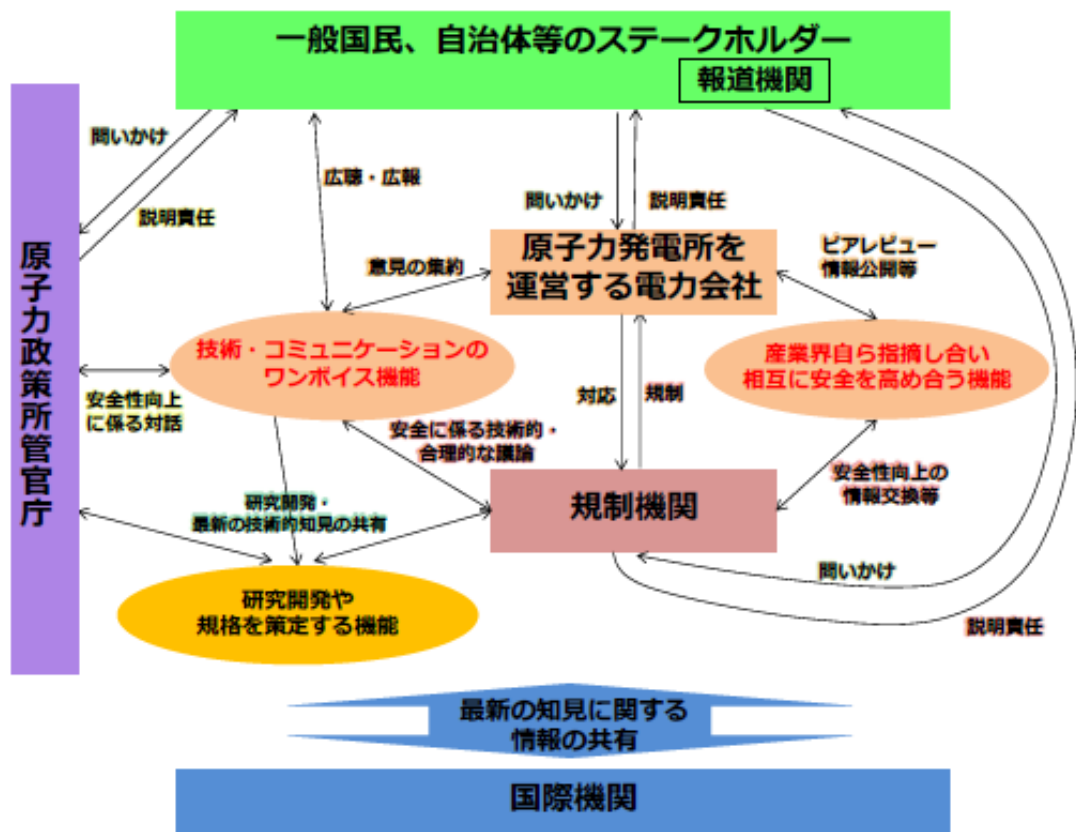 一般国民、自治体等のステークホルダー
報道機関
問いかけ
説明責任
広聴・広報
問いかけ
説明責任
原子力政策所管官庁
意見の集約
原子力発電所を
運営する電力会社
ピアレビュー
情報公開等
技術・コミュニケーションの
ワンボイス機能
産業界自ら指摘し合い
相互に安全を高め合う機能
安全性向上
に係る対話
対応
規制
安全に係る技術的・
合理的な議論
安全性向上の
情報交換等
研究開発・
最新の技術的知見の共有
規制機関
問いかけ
説明責任
研究開発や
規格を策定する機能
最新の知見に関する
情報の共有
国際機関